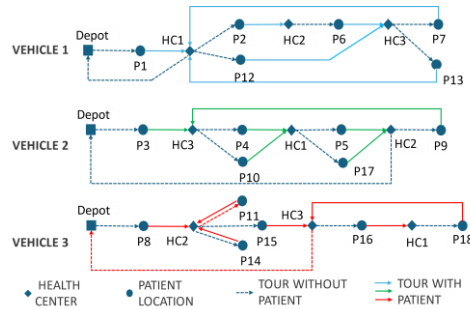 Depot HC1 P2 HC2 P6 HC3 P7
VEHICLE 1
P1 P12 P13
Depot
VEHICLE 2
P3 HC3 P4 HC1 P5 HC2 P9
P10 P17
Depot P11 HC3
VEHICLE 3
P8 HC2 P15 P16 HC1 P18
P14
HEALTH CENTER
PATIENT LOCATION
TOUR WITHOUT PATIENT
TOUR WITH PATIENT